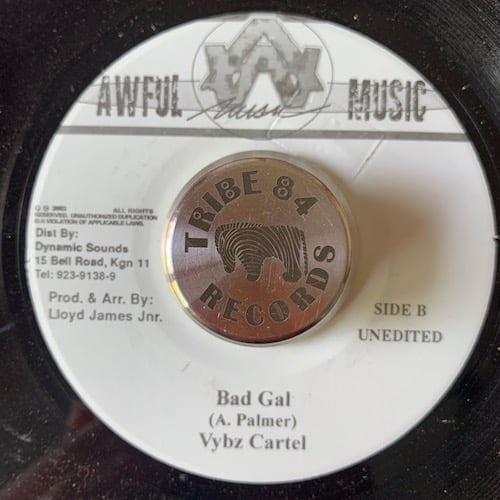 AWFUL MUSIC
Music
℗ © 2003 ALL RIGHTS
RESERVED. UNAUTHORIZED DUPLICATION
IS A VIOLATION OF APPLICABLE LAWS.
Dist By:
Dynamic Sounds
15 Bell Road, Kgn 11
Tel: 923-9138-9
Prod. & Arr. By:
Lloyd James Jnr.
TRIBE 84
RECORDS
SIDE B
UNEDITED
Bad Gal
(A. Palmer)
Vybz Cartel